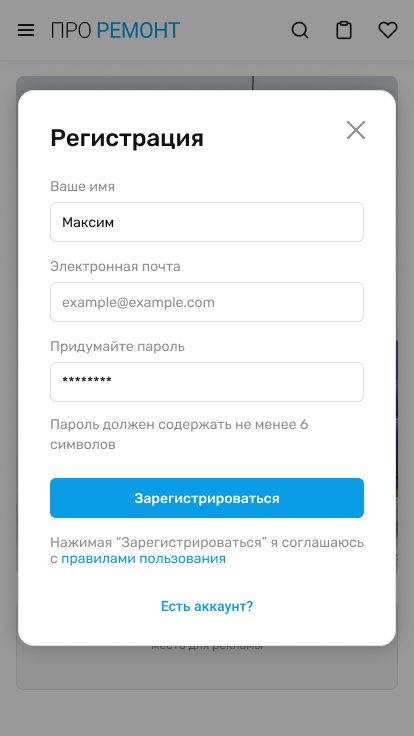 ПРО РЕМОНТ
Регистрация
Ваше имя
Максим
Электронная почта
example@example.com
Придумайте пароль
********
Пароль должен содержать не менее 6
символов
Зарегистрироваться
Нажимая “Зарегистрироваться” я соглашаюсь
с правилами пользования
Есть аккаунт?
место для рекламы